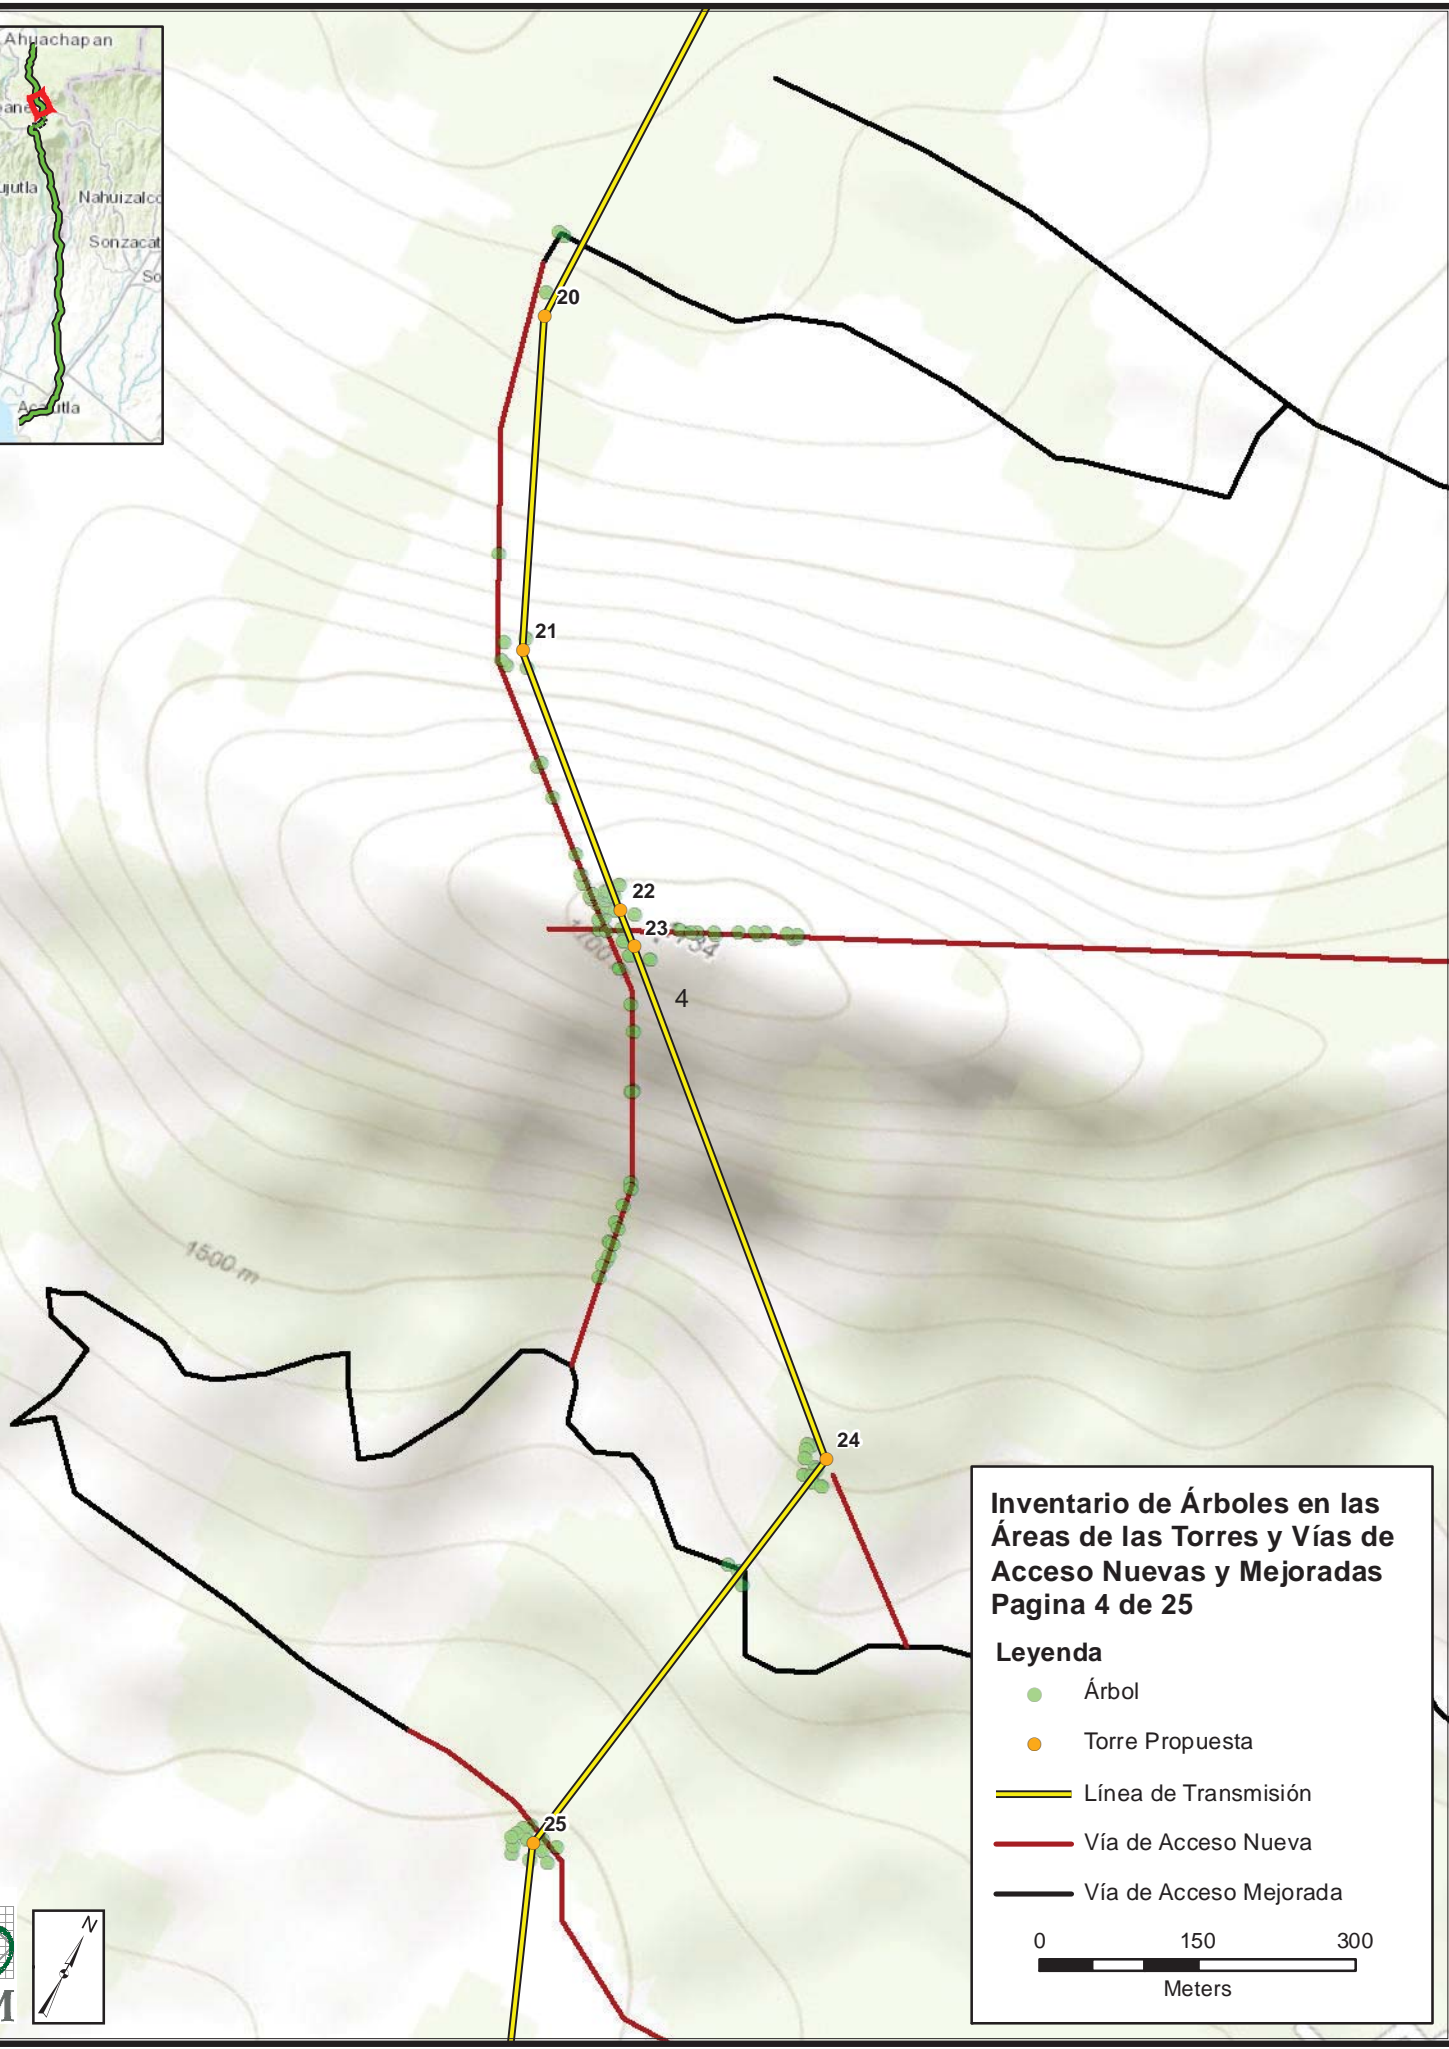 Ahuachapan
Nahuizalco
Sonzacat
So
Acajutla
20
21
22
23
4
1500 m
24
25
Inventario de Árboles en las
Áreas de las Torres y Vías de
Acceso Nuevas y Mejoradas
Pagina 4 de 25
Leyenda
Árbol
Torre Propuesta
Línea de Transmisión
Vía de Acceso Nueva
Vía de Acceso Mejorada
0 150 300
Meters
N
M